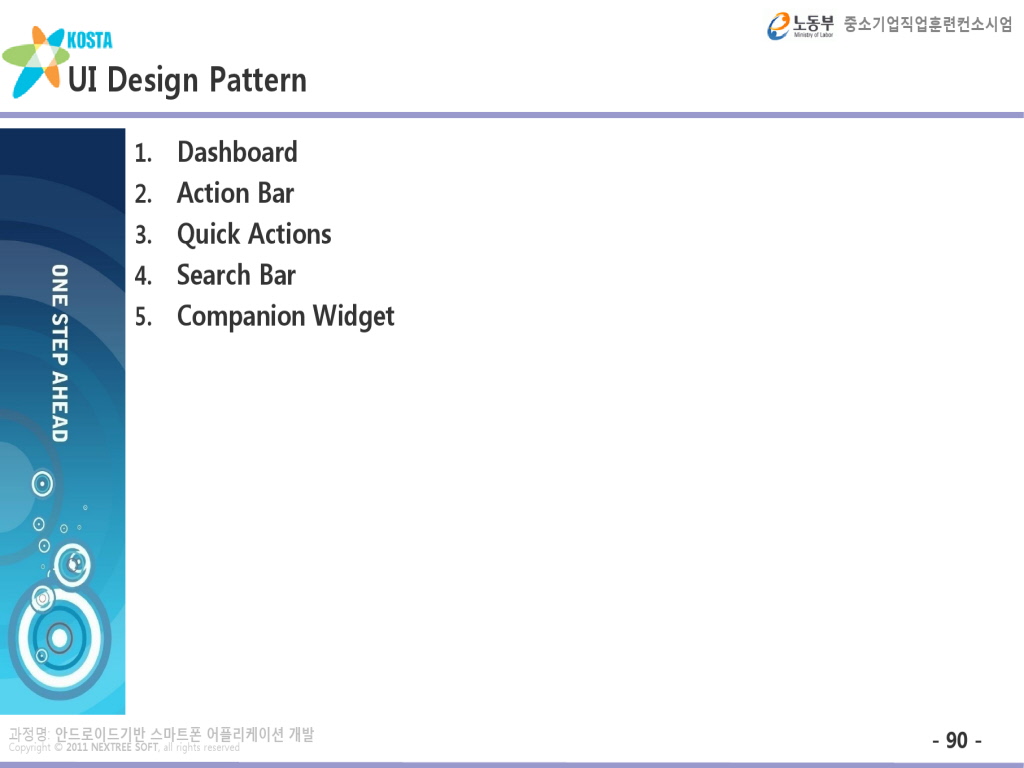 노동부 중소기업직업훈련컨소시엄
Ministry of Labor
KOSTA
UI Design Pattern
1. Dashboard
2. Action Bar
3. Quick Actions
4. Search Bar
5. Companion Widget
ONE STEP AHEAD
과정명: 안드로이드기반 스마트폰 어플리케이션 개발
Copyright © 2011 NEXTREE SOFT, all rights reserved
- 90 -